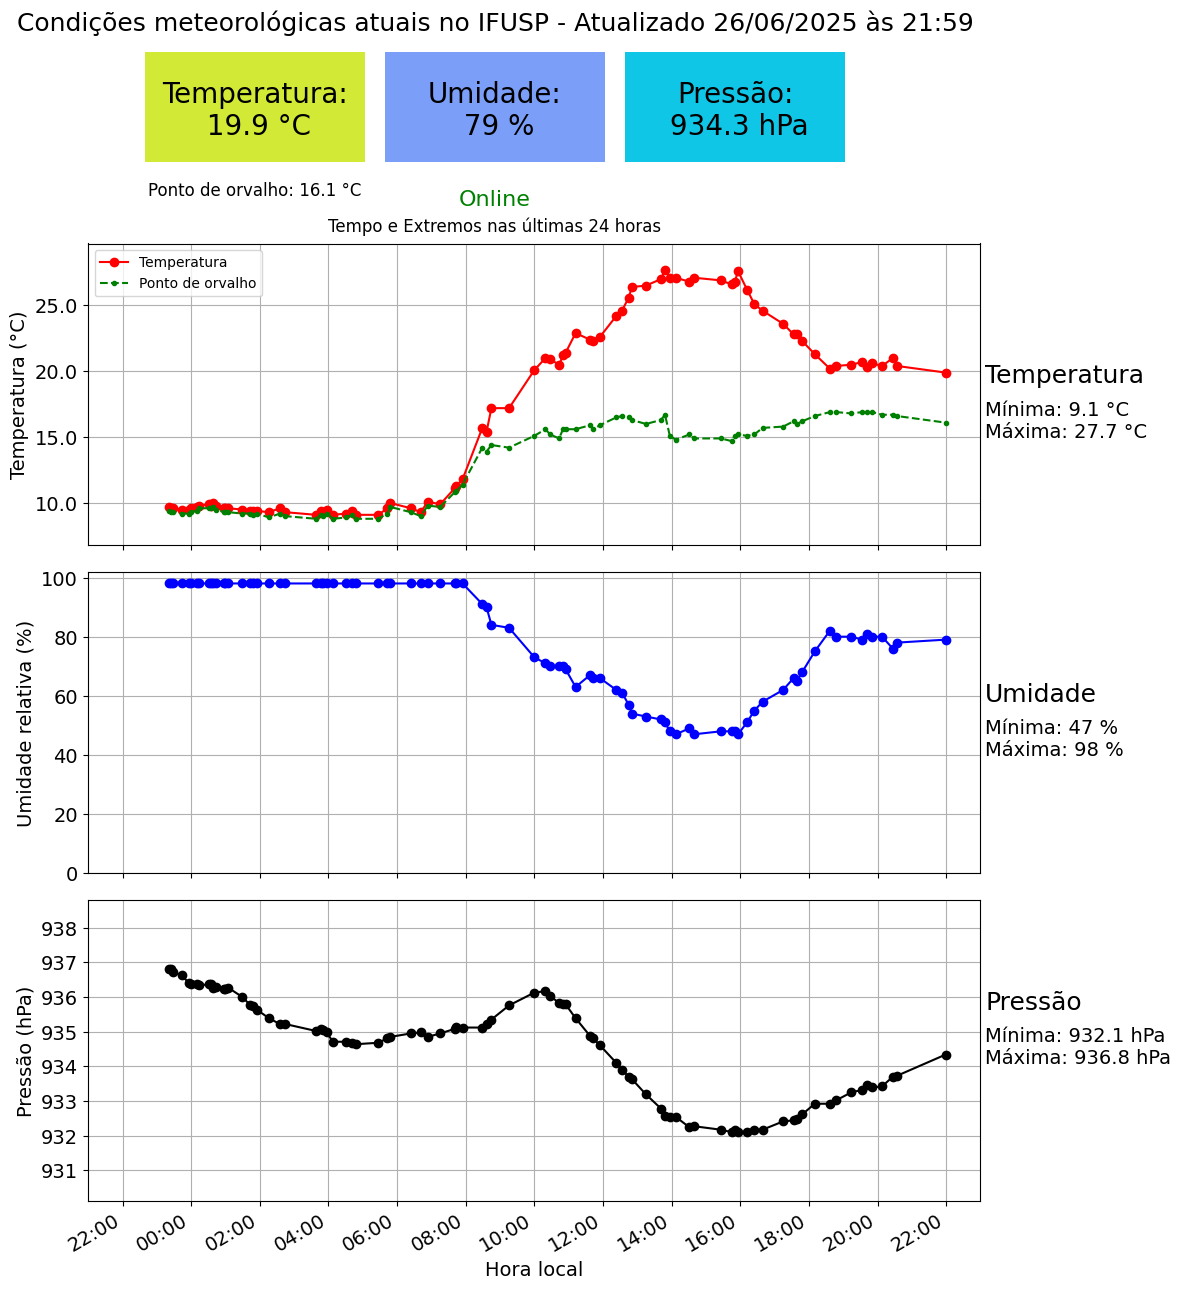 Condições meteorológicas atuais no IFUSP - Atualizado 26/06/2025 às 21:59
Temperatura:
19.9 °C
Umidade:
79 %
Pressão:
934.3 hPa
Ponto de orvalho: 16.1 °C
Online
Tempo e Extremos nas últimas 24 horas
Temperatura
Ponto de orvalho
Temperatura (°C)
25.0
20.0
15.0
10.0
Temperatura
Mínima: 9.1 °C
Máxima: 27.7 °C
Umidade relativa (%)
100
80
60
40
20
0
Umidade
Mínima: 47 %
Máxima: 98 %
Pressão (hPa)
938
937
936
935
934
933
932
931
Pressão
Mínima: 932.1 hPa
Máxima: 936.8 hPa
22:00 00:00 02:00 04:00 06:00 08:00 10:00 12:00 14:00 16:00 18:00 20:00 22:00
Hora local